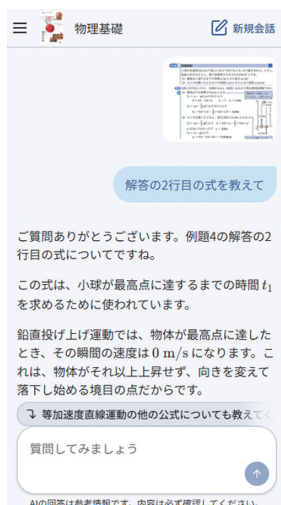 物理基礎
新規会話
解答の2行目の式を教えて
ご質問ありがとうございます。例題4の解答の2
行目の式についてですね。
この式は、小球が最高点に達するまでの時間 t₁
を求めるために使われています。
鉛直投げ上げ運動では、物体が最高点に達した
とき、その瞬間の速度は 0 m/s になります。こ
れは、物体がそれ以上上昇せず、向きを変えて
落下し始める境目の点だからです。
等加速度直線運動の他の公式についても教えてく
質問してみましょう
AIの回答は参考情報です。内容は必ず確認してください。